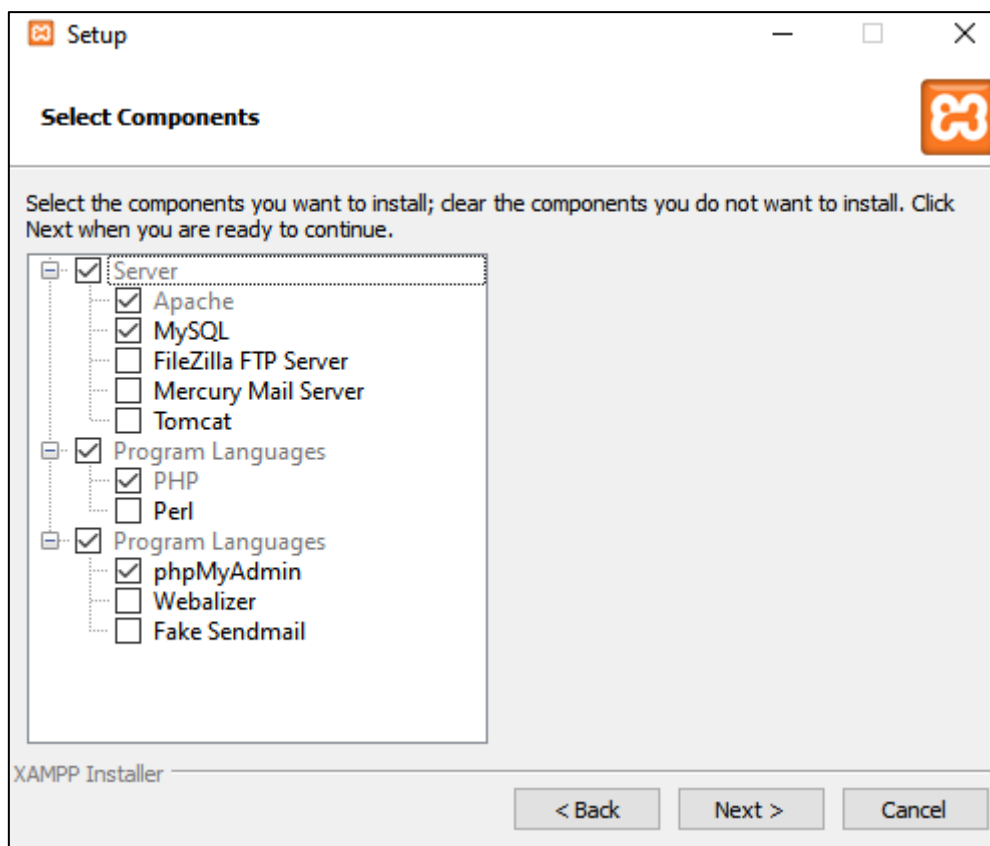 Setup
Select Components
Select the components you want to install; clear the components you do not want to install. Click
Next when you are ready to continue.
Server
Apache
MySQL
FileZilla FTP Server
Mercury Mail Server
Tomcat
Program Languages
PHP
Perl
Program Languages
phpMyAdmin
Webalizer
Fake Sendmail
XAMPP Installer
< Back
Next >
Cancel